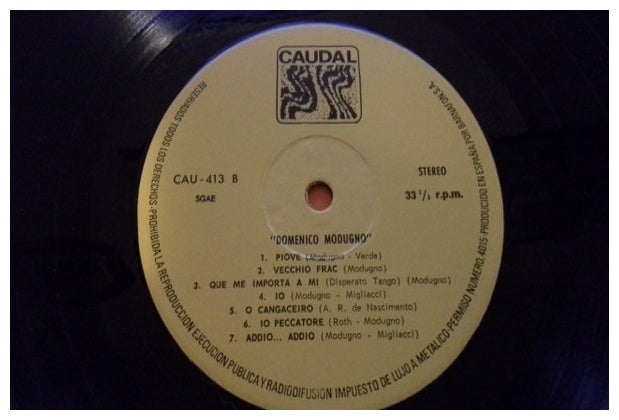 CAUDAL
CAU - 413 B
SGAE
STEREO
33 1/3 r.p.m.
"DOMENICO MODUGNO"
1. PIOVE (Modugno - Verde)
2. VECCHIO FRAC (Modugno)
3. QUE ME IMPORTA A MI (Disperato Tango) (Modugno)
4. IO (Modugno - Migliacci)
5. O CANGACEIRO (A. R. de Nascimento)
6. IO PECCATORE (Roth - Modugno)
7. ADDIO... ADDIO (Modugno - Migliacci)
RESERVADOS TODOS LOS DERECHOS - PROHIBIDA LA REPRODUCCION EJECUCION PUBLICA Y RADIODIFUSION IMPUESTO DE LUJO A METALICO - PERMISO NUMERO 4015 - PRODUCIDO EN ESPAÑA POR BARNAFON S.A.